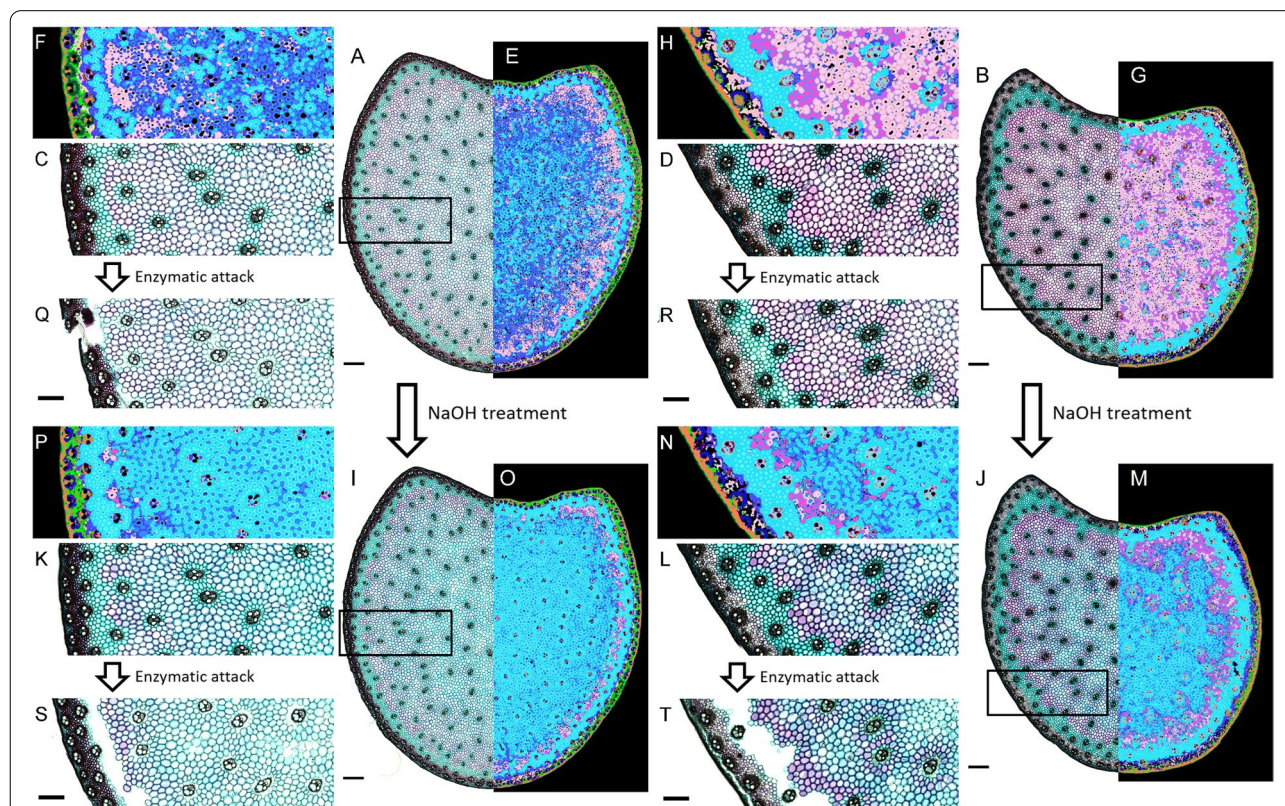 F
A
E
H
B
G
C
D
Enzymatic attack
Enzymatic attack
Q
R
NaOH treatment
NaOH treatment
P
I
O
N
J
M
K
L
Enzymatic attack
Enzymatic attack
S
T